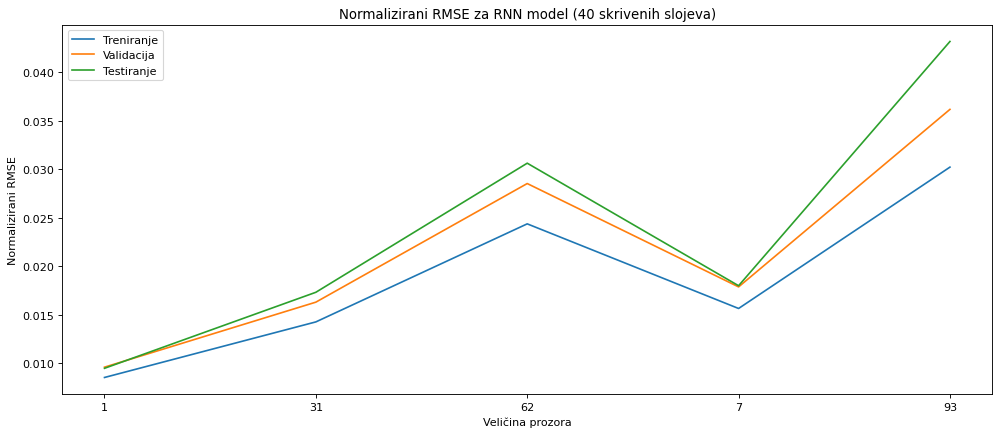 Normalizirani RMSE za RNN model (40 skrivenih slojeva)
Treniranje
Validacija
Testiranje
Normalizirani RMSE
0.040
0.035
0.030
0.025
0.020
0.015
0.010
1
31
62
7
93
Veličina prozora